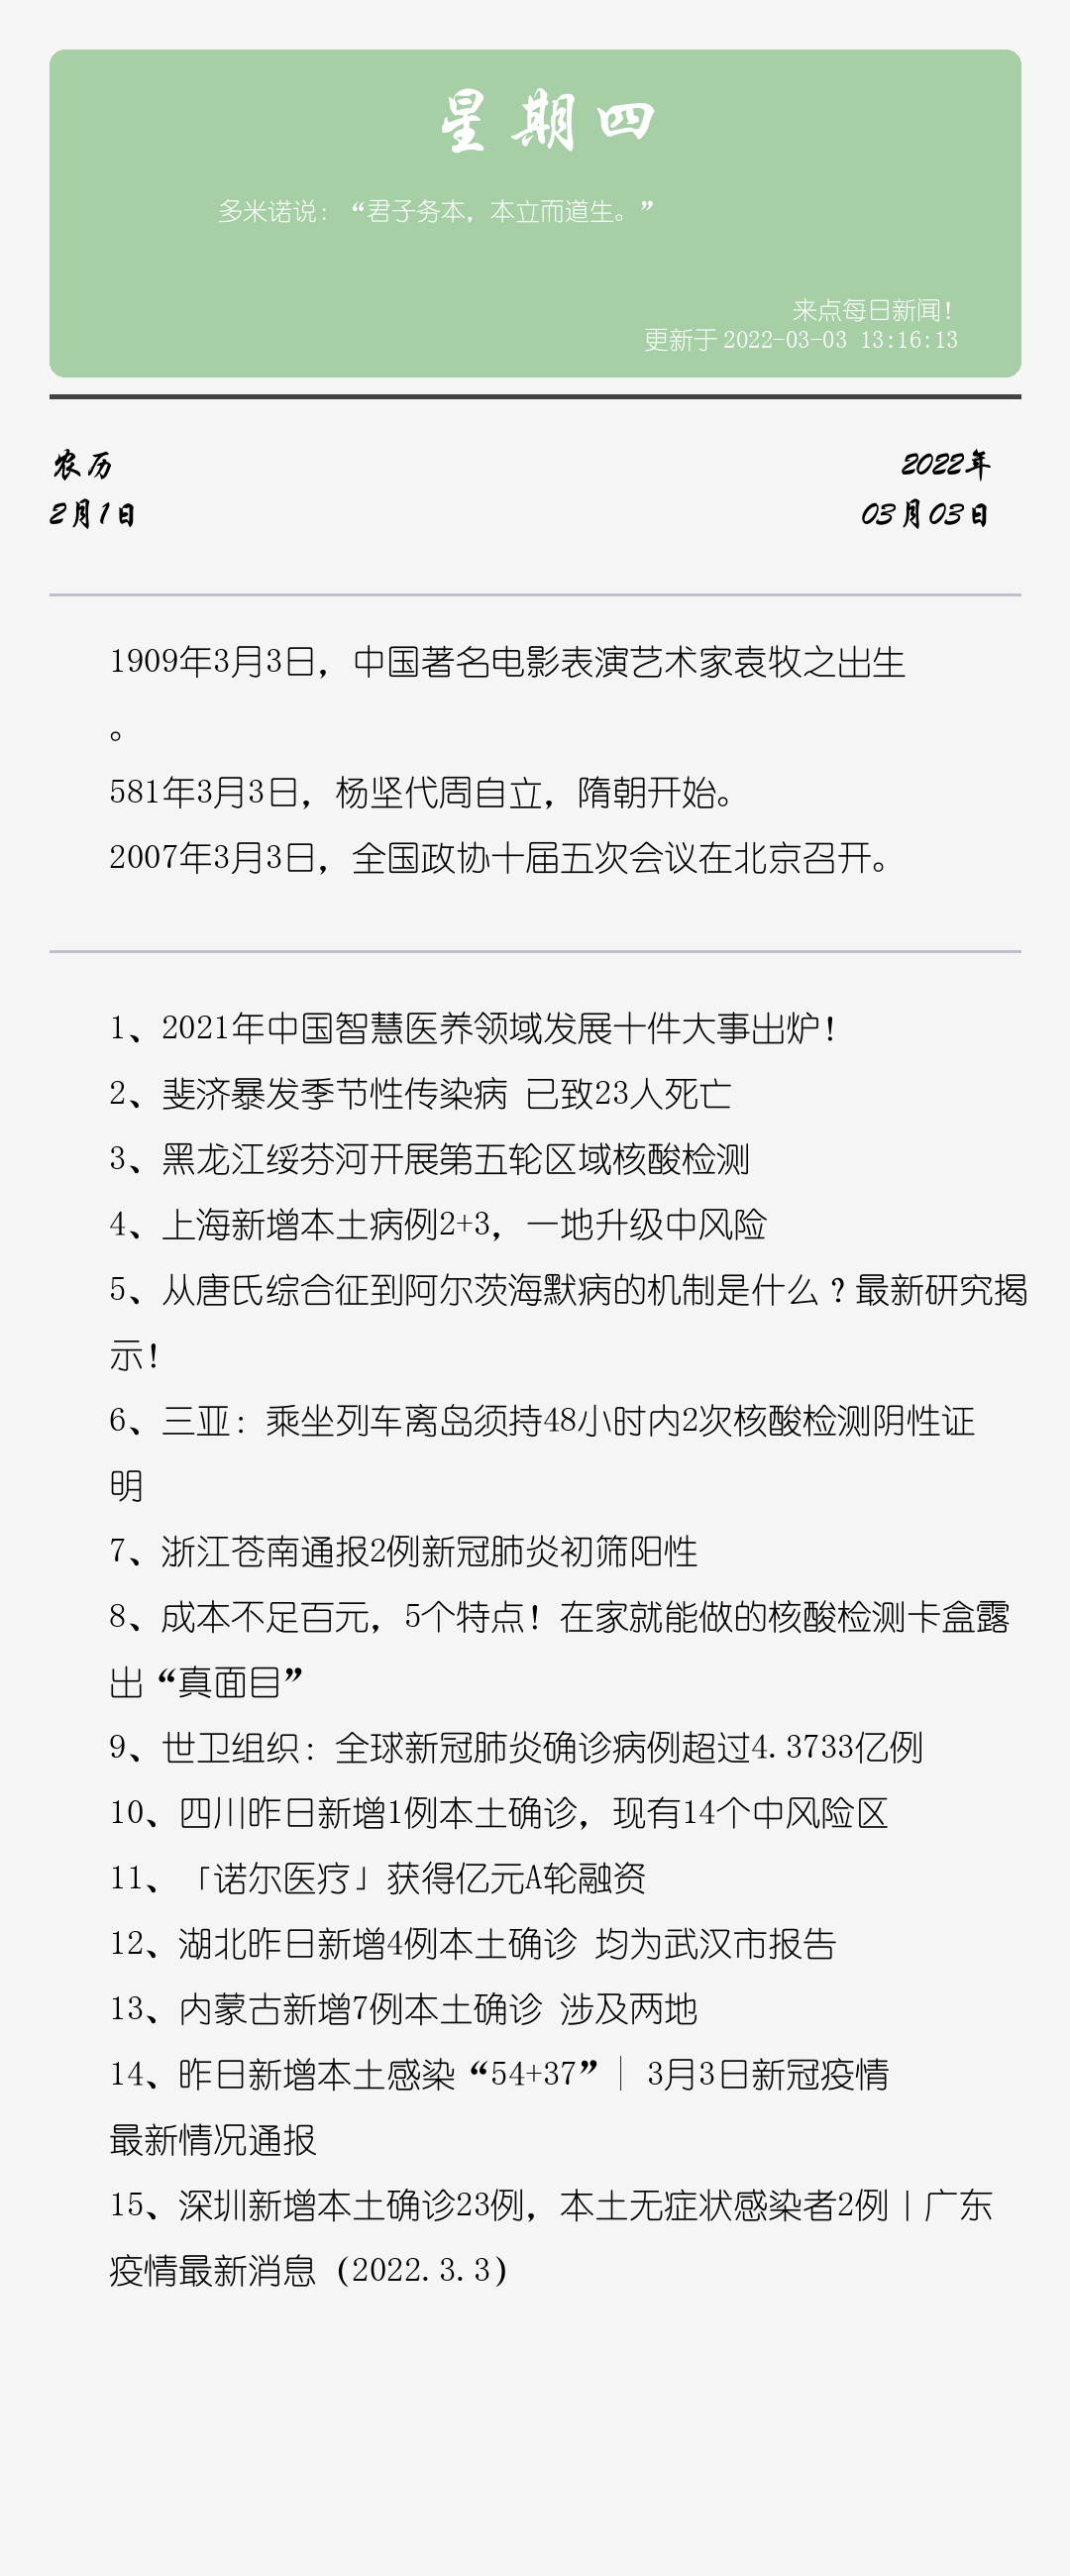 星期四
多米诺说：“君子务本，本立而道生。”
来点每日新闻！
更新于2022-03-03 13:16:13
农历
2月1日
2022年
03月03日
1909年3月3日，中国著名电影表演艺术家袁牧之出生
。
581年3月3日，杨坚代周自立，隋朝开始。
2007年3月3日，全国政协十届五次会议在北京召开。
1、2021年中国智慧医养领域发展十件大事出炉！
2、斐济暴发季节性传染病 已致23人死亡
3、黑龙江绥芬河开展第五轮区域核酸检测
4、上海新增本土病例2+3，一地升级中风险
5、从唐氏综合征到阿尔茨海默病的机制是什么？最新研究揭
示！
6、三亚：乘坐列车离岛须持48小时内2次核酸检测阴性证
明
7、浙江苍南通报2例新冠肺炎初筛阳性
8、成本不足百元，5个特点！在家就能做的核酸检测卡盒露
出“真面目”
9、世卫组织：全球新冠肺炎确诊病例超过4.3733亿例
10、四川昨日新增1例本土确诊，现有14个中风险区
11、「诺尔医疗」获得亿元A轮融资
12、湖北昨日新增4例本土确诊 均为武汉市报告
13、内蒙古新增7例本土确诊 涉及两地
14、昨日新增本土感染“54+37”│ 3月3日新冠疫情
最新情况通报
15、深圳新增本土确诊23例，本土无症状感染者2例丨广东
疫情最新消息（2022.3.3）